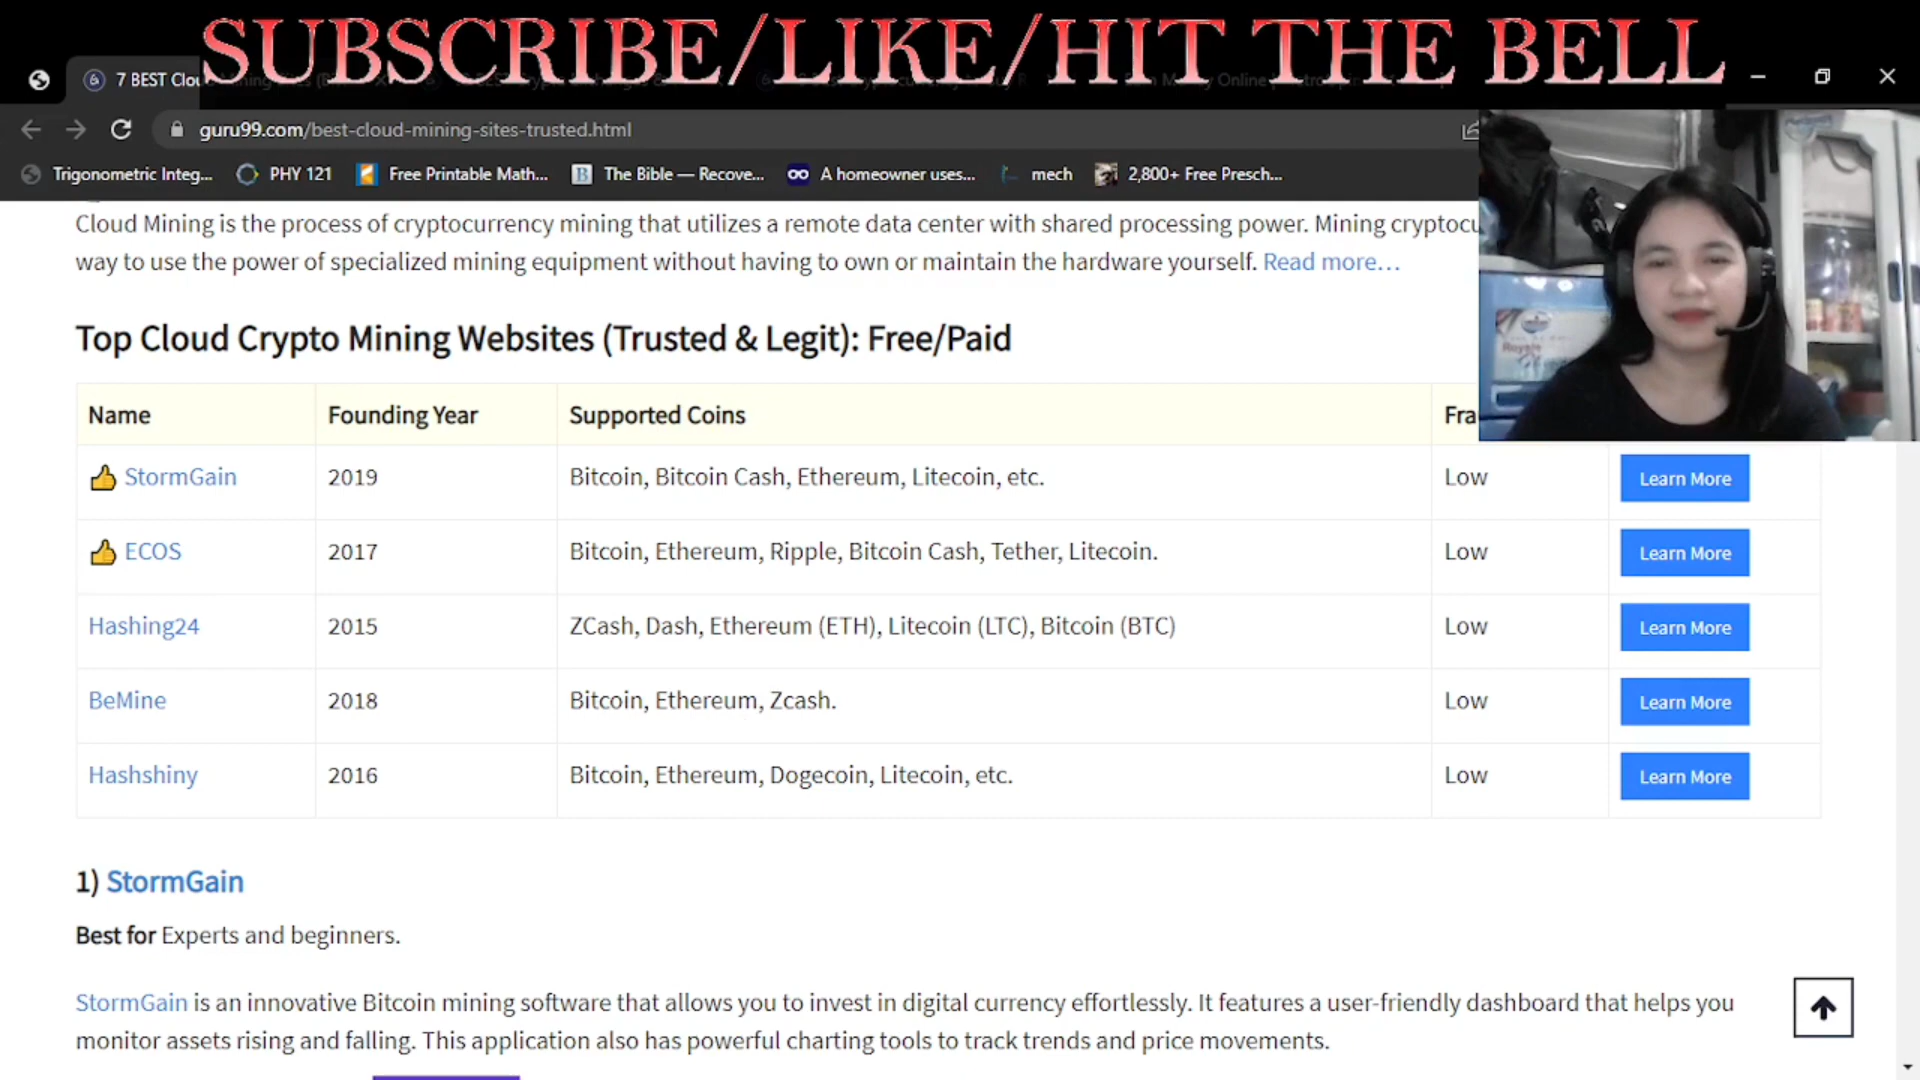 SUBSCRIBE/LIKE/HIT THE BELL
7 BEST Clou
guru99.com/best-cloud-mining-sites-trusted.html
Trigonometric Integ... PHY 121 Free Printable Math... The Bible — Recove... A homeowner uses... mech 2,800+ Free Presch...
Cloud Mining is the process of cryptocurrency mining that utilizes a remote data center with shared processing power. Mining cryptocu
way to use the power of specialized mining equipment without having to own or maintain the hardware yourself. Read more...
Top Cloud Crypto Mining Websites (Trusted & Legit): Free/Paid
Name Founding Year Supported Coins Fra
StormGain 2019 Bitcoin, Bitcoin Cash, Ethereum, Litecoin, etc. Low Learn More
ECOS 2017 Bitcoin, Ethereum, Ripple, Bitcoin Cash, Tether, Litecoin. Low Learn More
Hashing24 2015 ZCash, Dash, Ethereum (ETH), Litecoin (LTC), Bitcoin (BTC) Low Learn More
BeMine 2018 Bitcoin, Ethereum, Zcash. Low Learn More
Hashshiny 2016 Bitcoin, Ethereum, Dogecoin, Litecoin, etc. Low Learn More
1) StormGain
Best for Experts and beginners.
StormGain is an innovative Bitcoin mining software that allows you to invest in digital currency effortlessly. It features a user-friendly dashboard that helps you
monitor assets rising and falling. This application also has powerful charting tools to track trends and price movements.